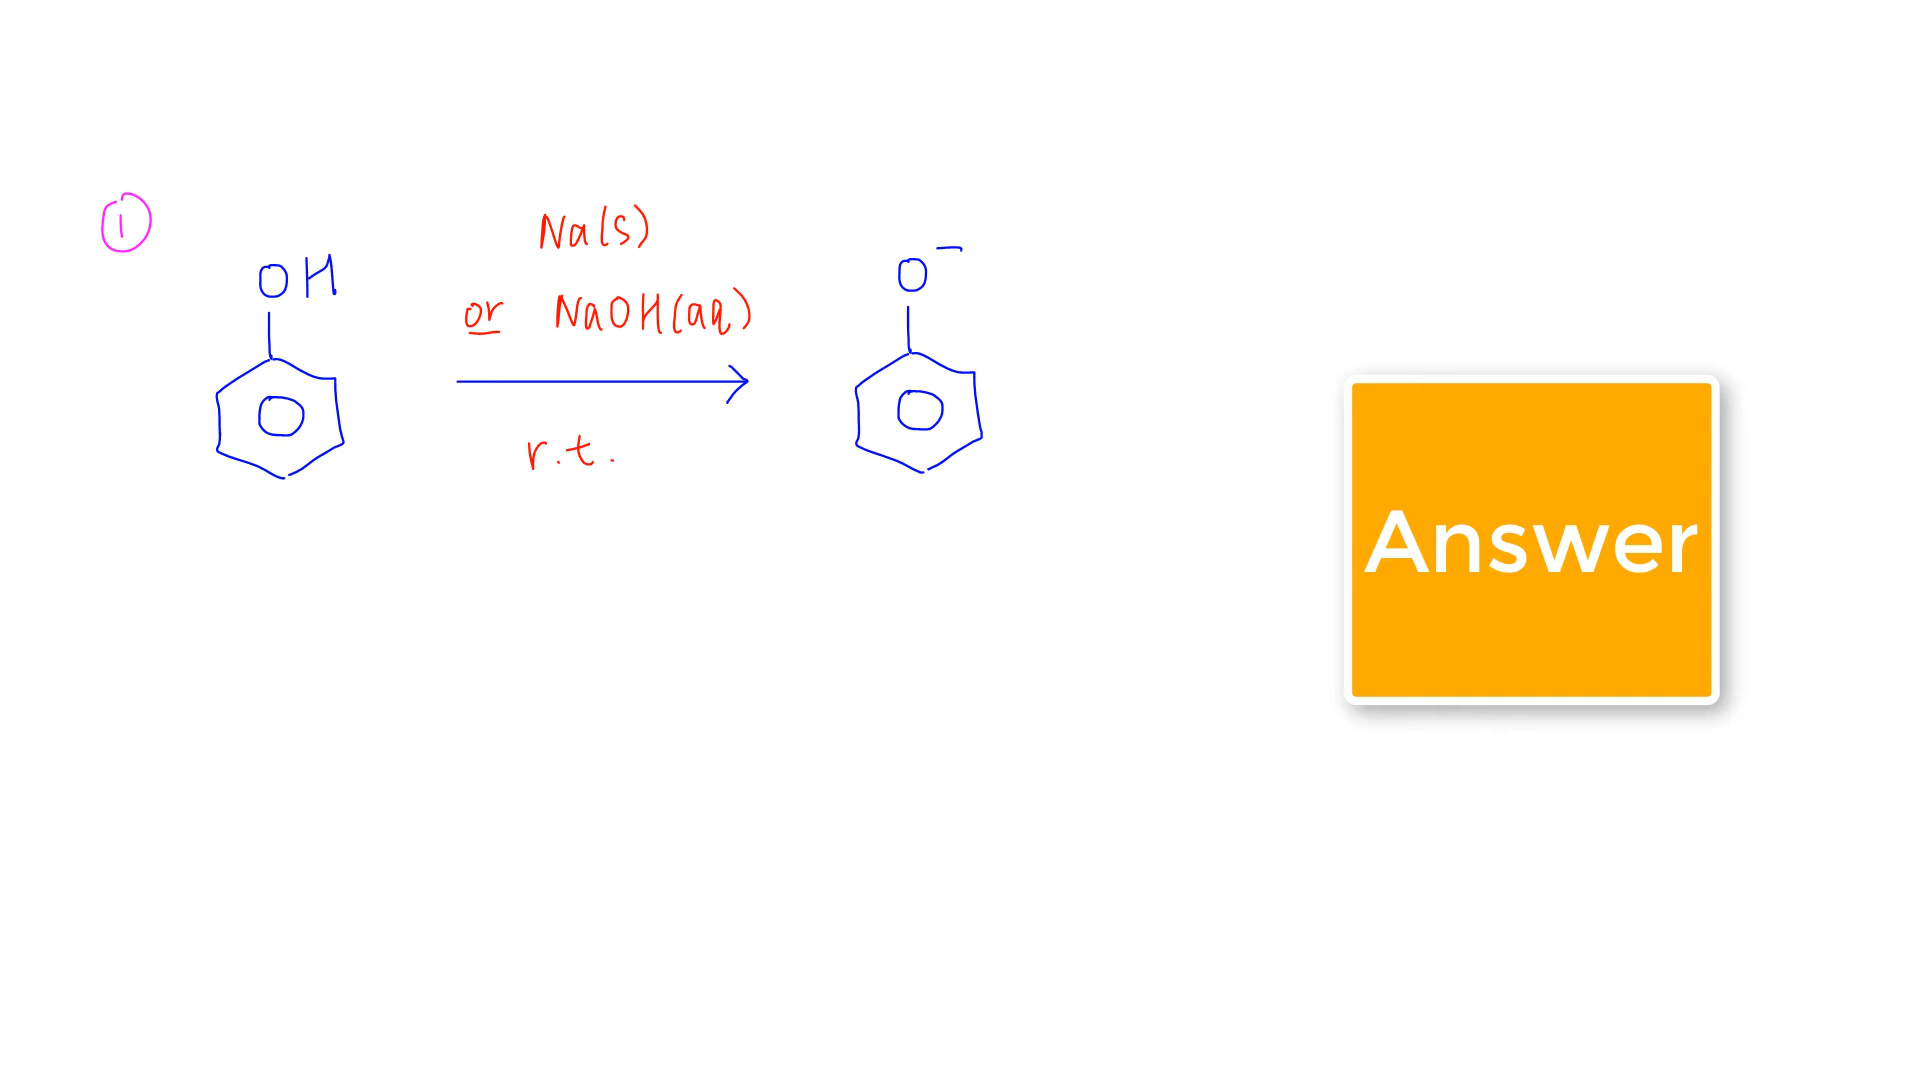 ①
Na(s)
OH
O⁻
or NaOH(aq)
r.t.
Answer